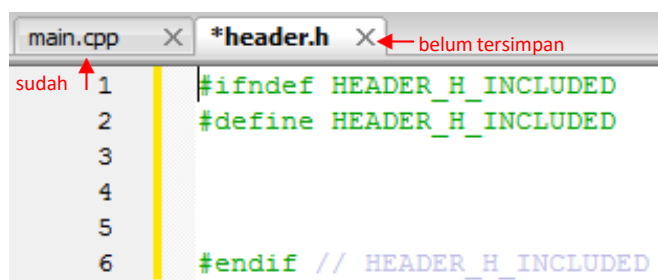 main.cpp *header.h belum tersimpan
sudah 1 #ifndef HEADER_H_INCLUDED
2 #define HEADER_H_INCLUDED
3
4
5
6 #endif // HEADER_H_INCLUDED